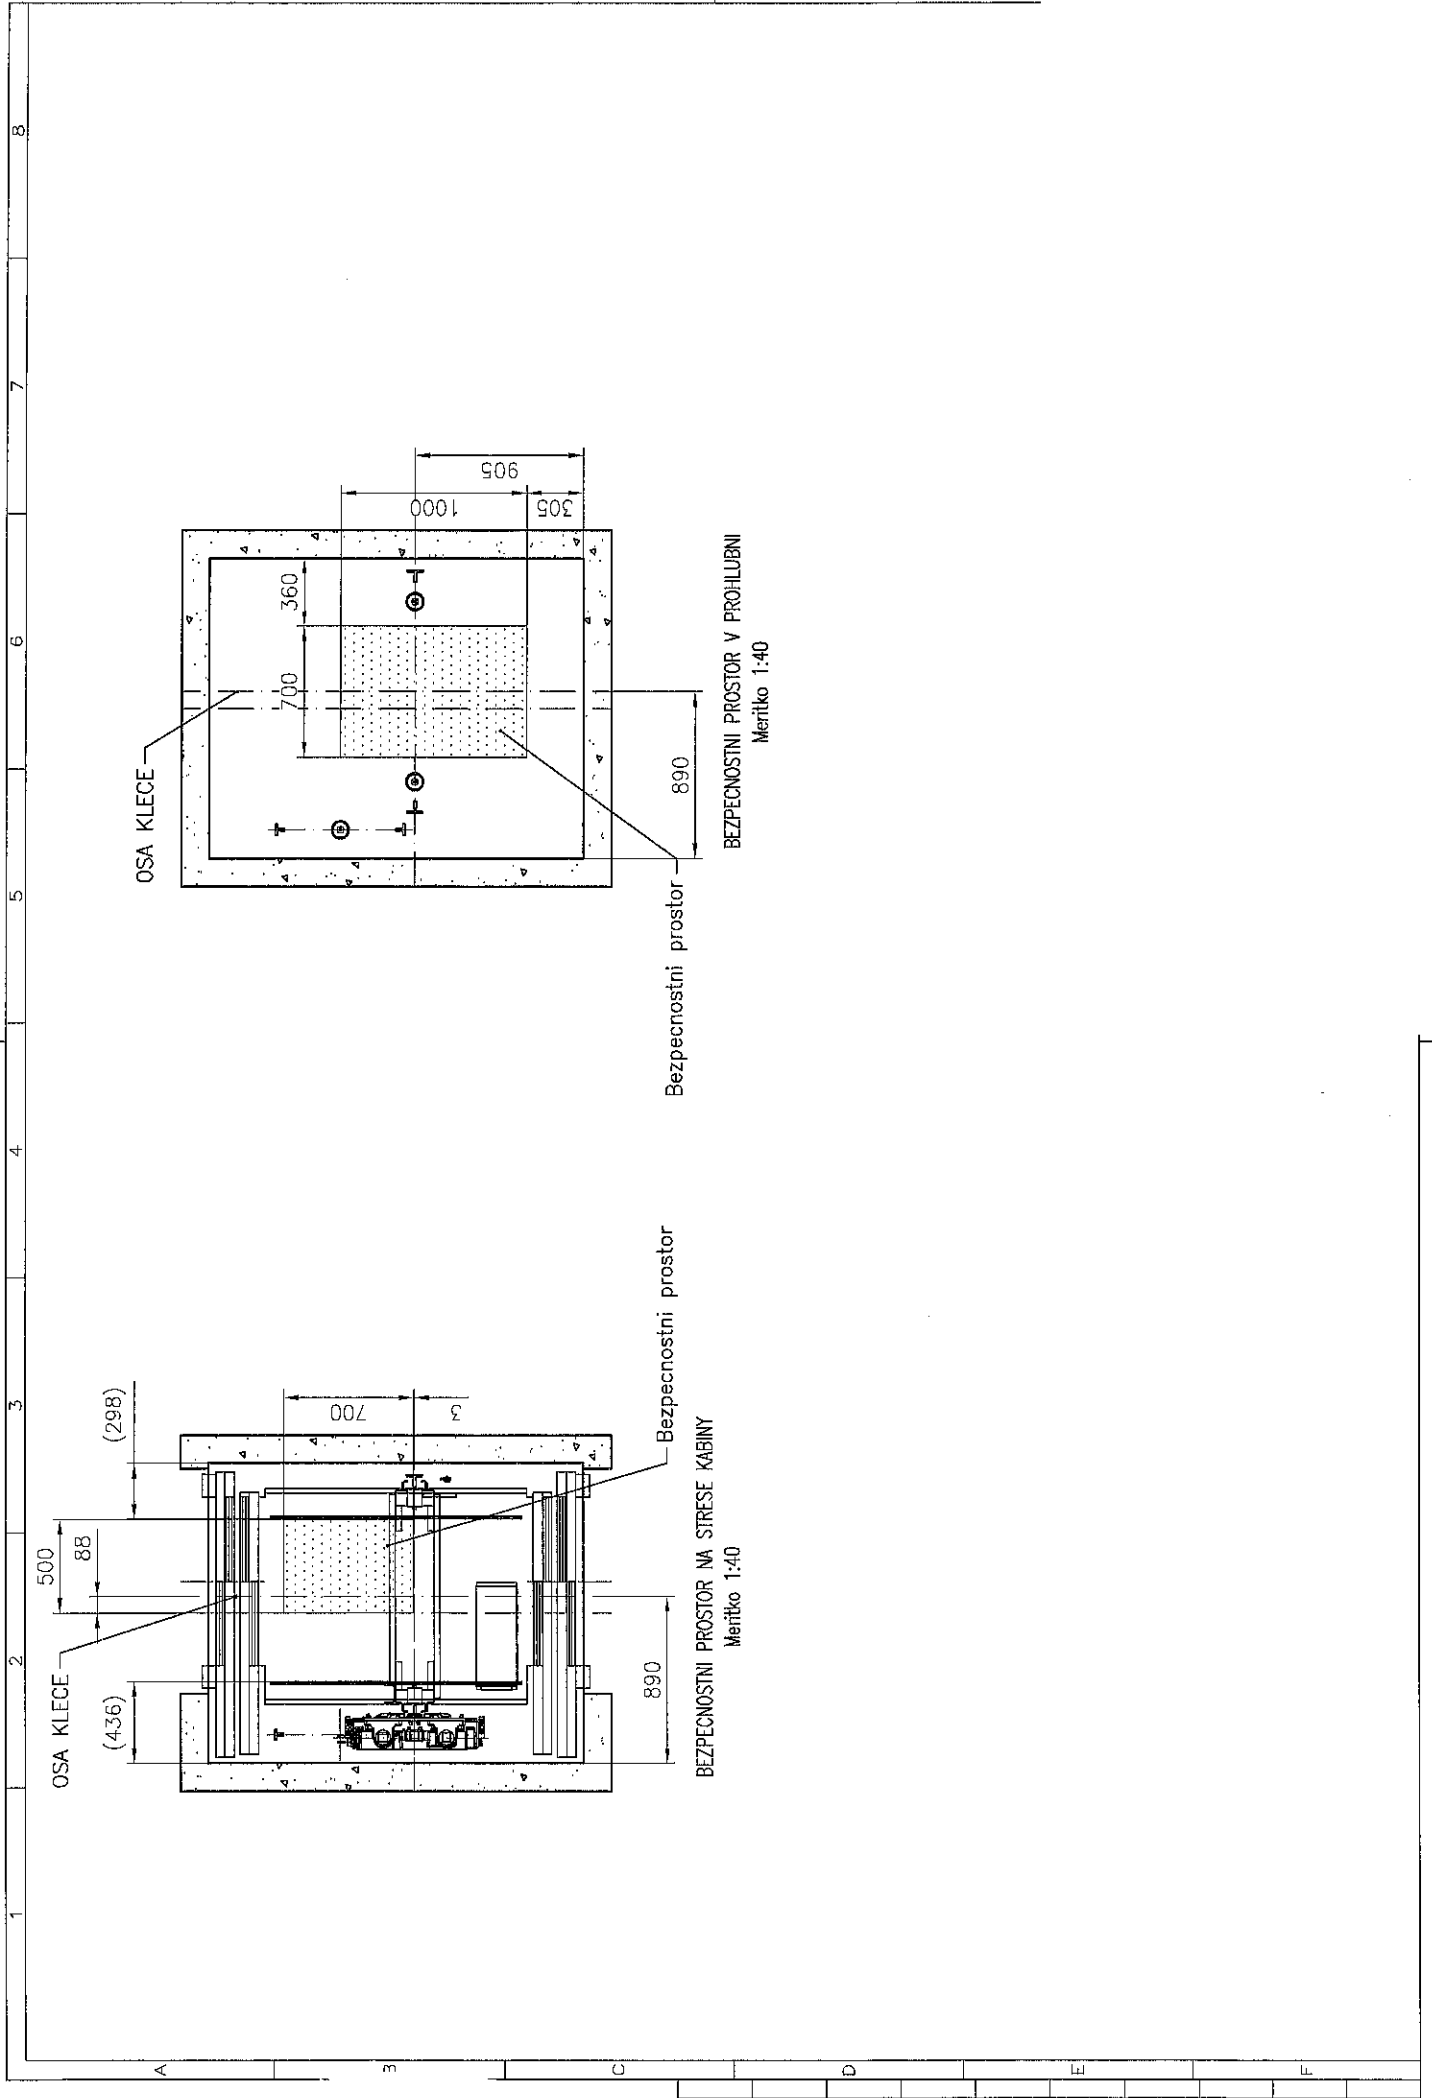 1
2
3
4
5
6
7
8
A
B
C
D
E
F
OSA KLECE
(436)
500
88
(298)
700
3
890
Bezpecnostni prostor
BEZPECNOSTNI PROSTOR NA STRESE KABINY
Meritko 1:40
OSA KLECE
700
360
1000
905
305
890
Bezpecnostni prostor
BEZPECNOSTNI PROSTOR V PROHLUBNI
Meritko 1:40